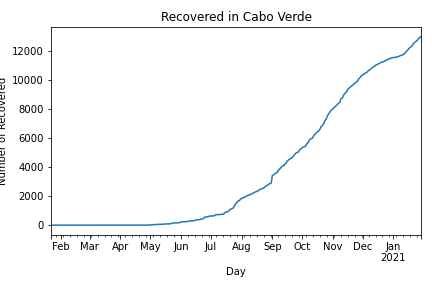 Recovered in Cabo Verde
Number of Recovered
12000
10000
8000
6000
4000
2000
0
Feb Mar Apr May Jun Jul Aug Sep Oct Nov Dec Jan
2021
Day